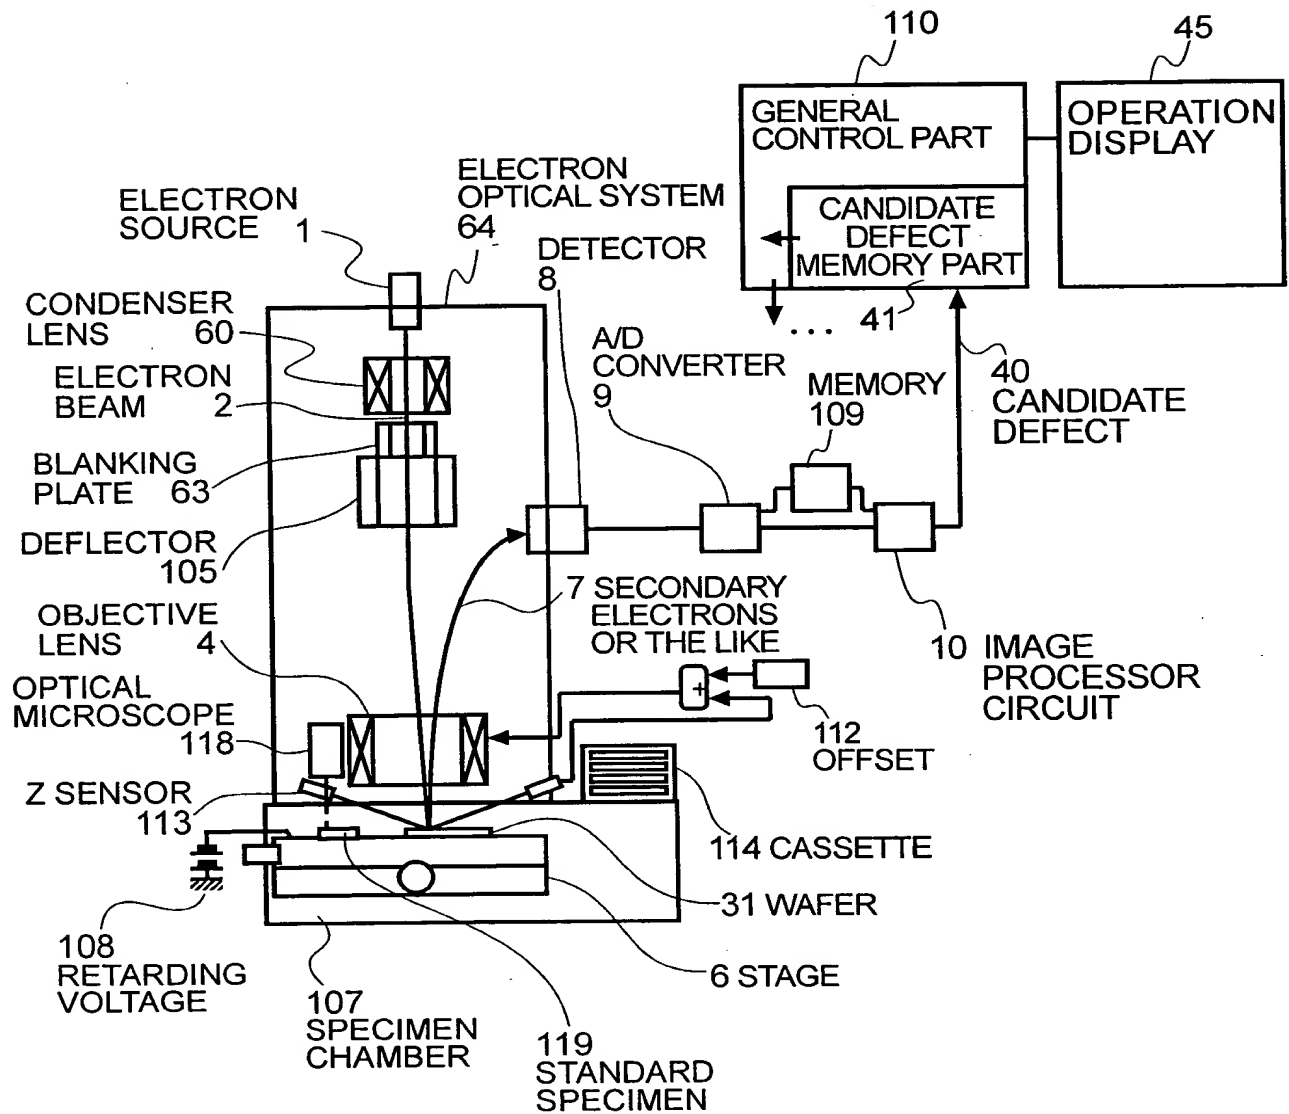 110
45
GENERAL
CONTROL PART
OPERATION
DISPLAY
CANDIDATE
DEFECT
MEMORY PART
41
ELECTRON
SOURCE 1
ELECTRON
OPTICAL SYSTEM
64
DETECTOR
8
CONDENSER
LENS 60
A/D
CONVERTER
9
...
MEMORY
109
40
CANDIDATE
DEFECT
ELECTRON
BEAM 2
BLANKING
PLATE 63
DEFLECTOR
105
7 SECONDARY
ELECTRONS
OR THE LIKE
10 IMAGE
PROCESSOR
CIRCUIT
OBJECTIVE
LENS 4
OPTICAL
MICROSCOPE
118
+
112
OFFSET
Z SENSOR
113
114 CASSETTE
31 WAFER
6 STAGE
108
RETARDING
VOLTAGE
107
SPECIMEN
CHAMBER
119
STANDARD
SPECIMEN